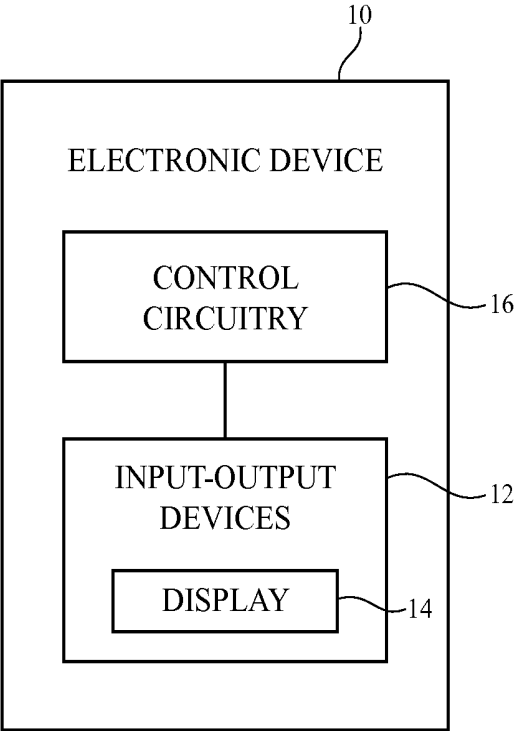 10
ELECTRONIC DEVICE
CONTROL
CIRCUITRY
16
INPUT-OUTPUT
DEVICES
12
DISPLAY
14